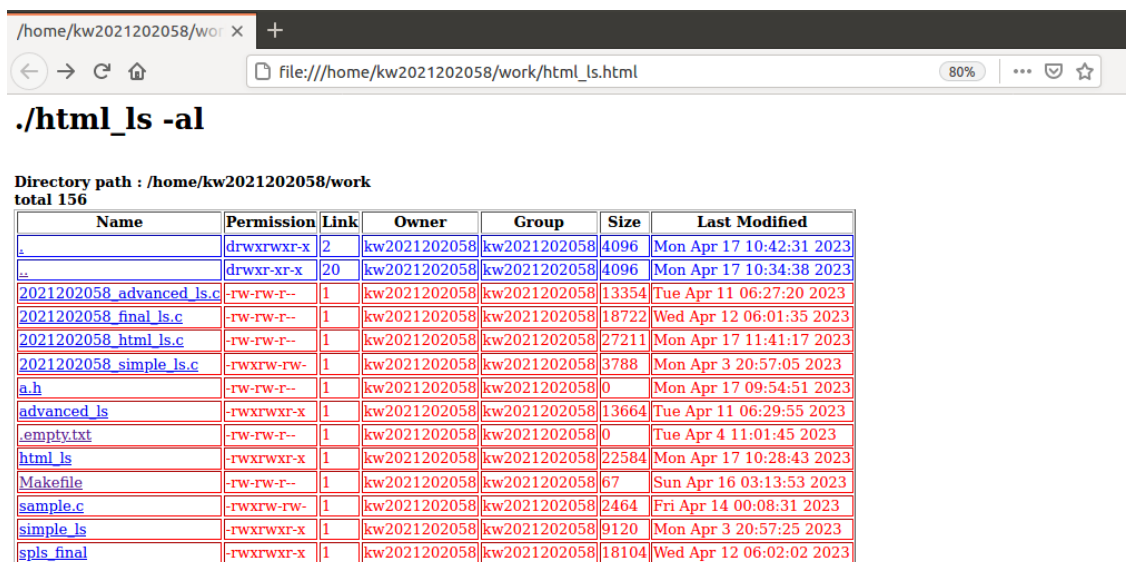 /home/kw2021202058/wor
file:///home/kw2021202058/work/html_ls.html 80%
./html_ls -al
Directory path : /home/kw2021202058/work
total 156
Name Permission Link Owner Group Size Last Modified
. drwxrwxr-x 2 kw2021202058 kw2021202058 4096 Mon Apr 17 10:42:31 2023
.. drwxr-xr-x 20 kw2021202058 kw2021202058 4096 Mon Apr 17 10:34:38 2023
2021202058_advanced_ls.c -rw-rw-r-- 1 kw2021202058 kw2021202058 13354 Tue Apr 11 06:27:20 2023
2021202058_final_ls.c -rw-rw-r-- 1 kw2021202058 kw2021202058 18722 Wed Apr 12 06:01:35 2023
2021202058_html_ls.c -rw-rw-r-- 1 kw2021202058 kw2021202058 27211 Mon Apr 17 11:41:17 2023
2021202058_simple_ls.c -rwxrw-rw- 1 kw2021202058 kw2021202058 3788 Mon Apr 3 20:57:05 2023
a.h -rw-rw-r-- 1 kw2021202058 kw2021202058 0 Mon Apr 17 09:54:51 2023
advanced_ls -rwxrwxr-x 1 kw2021202058 kw2021202058 13664 Tue Apr 11 06:29:55 2023
.empty.txt -rw-rw-r-- 1 kw2021202058 kw2021202058 0 Tue Apr 4 11:01:45 2023
html_ls -rwxrwxr-x 1 kw2021202058 kw2021202058 22584 Mon Apr 17 10:28:43 2023
Makefile -rw-rw-r-- 1 kw2021202058 kw2021202058 67 Sun Apr 16 03:13:53 2023
sample.c -rwxrw-rw- 1 kw2021202058 kw2021202058 2464 Fri Apr 14 00:08:31 2023
simple_ls -rwxrwxr-x 1 kw2021202058 kw2021202058 9120 Mon Apr 3 20:57:25 2023
spls_final -rwxrwxr-x 1 kw2021202058 kw2021202058 18104 Wed Apr 12 06:02:02 2023